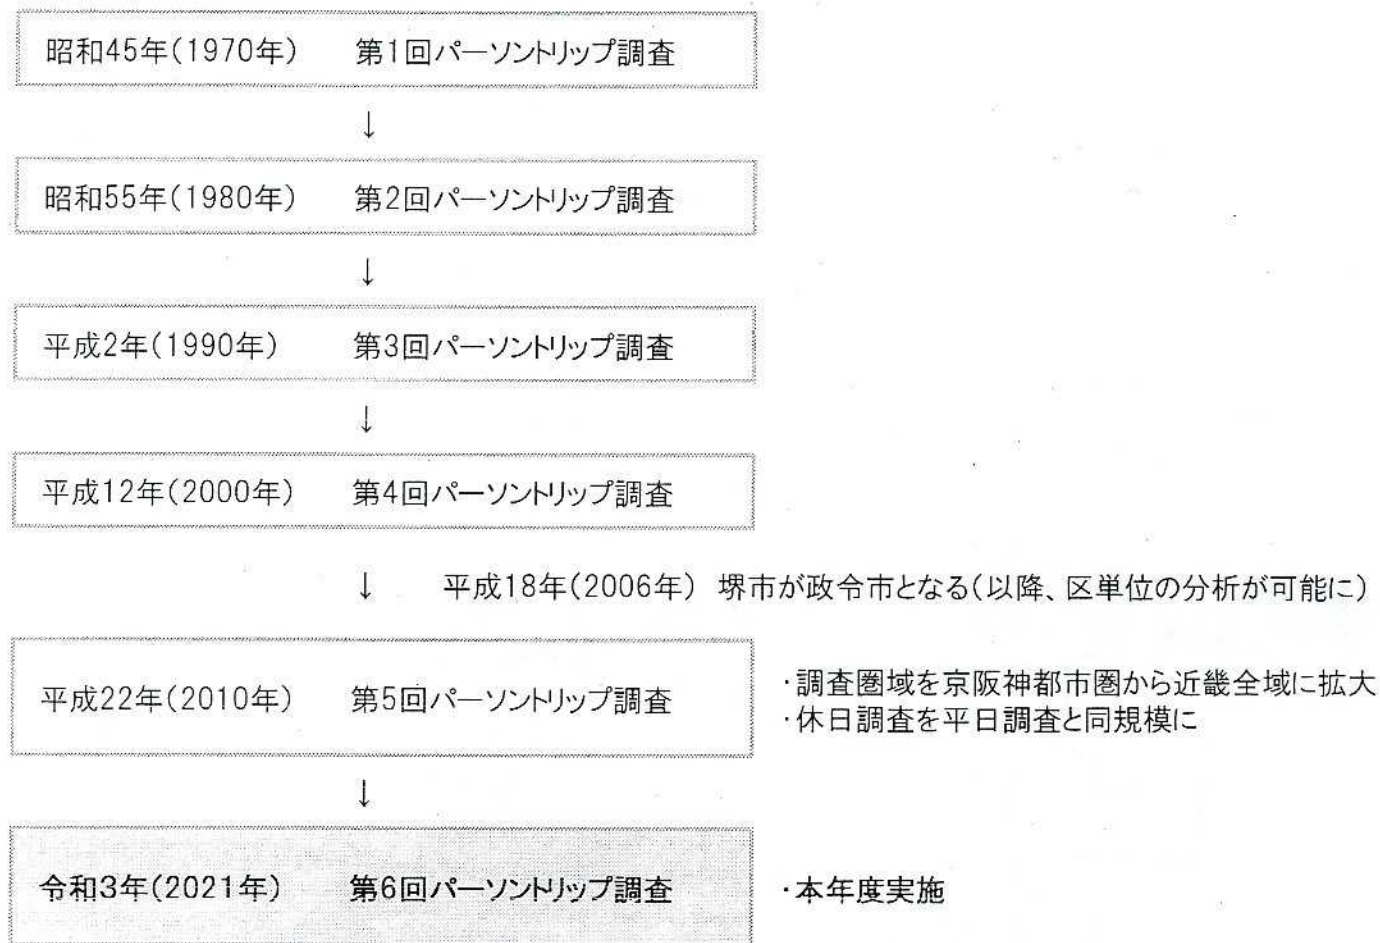 昭和45年(1970年) 第1回パーソントリップ調査
↓
昭和55年(1980年) 第2回パーソントリップ調査
↓
平成2年(1990年) 第3回パーソントリップ調査
↓
平成12年(2000年) 第4回パーソントリップ調査
↓ 平成18年(2006年) 堺市が政令市となる(以降、区単位の分析が可能に)
平成22年(2010年) 第5回パーソントリップ調査
・調査圏域を京阪神都市圏から近畿全域に拡大
・休日調査を平日調査と同規模に
↓
令和3年(2021年) 第6回パーソントリップ調査 ・本年度実施